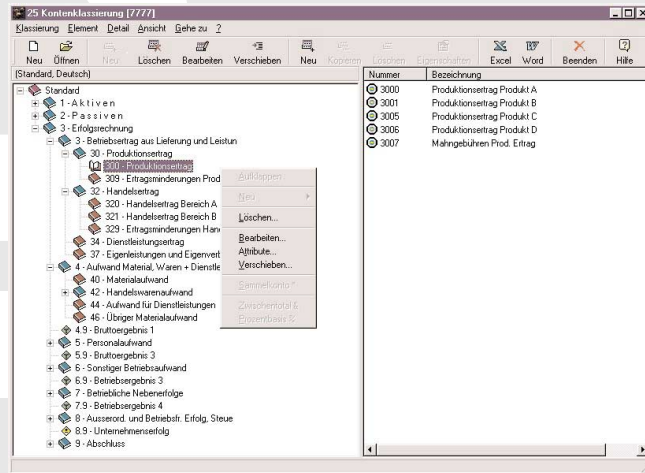 25 Kontenklassierung [7777]
Klassierung Element Detail Ansicht Gehe zu ?
Neu Öffnen Neu Löschen Bearbeiten Verschieben Neu Kopieren Löschen Eigenschaften Excel Word Beenden Hilfe
(Standard, Deutsch)
Nummer Bezeichnung
Standard
1 - Aktiven
2 - Passiven
3 - Erfolgsrechnung
3 - Betriebsertrag aus Lieferung und Leistun
30 - Produktionsertrag
300 - Produktionsertrag
309 - Ertragsminderungen Prod
32 - Handelsertrag
320 - Handelsertrag Bereich A
321 - Handelsertrag Bereich B
329 - Ertragsminderungen Han
34 - Dienstleistungsertrag
37 - Eigenleistungen und Eigenverb
4 - Aufwand Material, Waren + Dienstle
40 - Materialaufwand
42 - Handelswarenaufwand
44 - Aufwand für Dienstleistungen
46 - Übriger Materialaufwand
4.9 - Bruttoergebnis 1
5 - Personalaufwand
5.9 - Bruttoergebnis 3
6 - Sonstiger Betriebsaufwand
6.9 - Betriebsergebnis 3
7 - Betriebliche Nebenerfolge
7.9 - Betriebsergebnis 4
8 - Ausserord. und Betriebsfr. Erfolg, Steue
8.9 - Unternehmenserfolg
9 - Abschluss
Aufklappen
Neu
Löschen...
Bearbeiten...
Attribute...
Verschieben...
Sammelkonto *
Zwischentotal &
Prozentbasis %
3000 Produktionsertrag Produkt A
3001 Produktionsertrag Produkt B
3005 Produktionsertrag Produkt C
3006 Produktionsertrag Produkt D
3007 Mahngebühren Prod. Ertrag